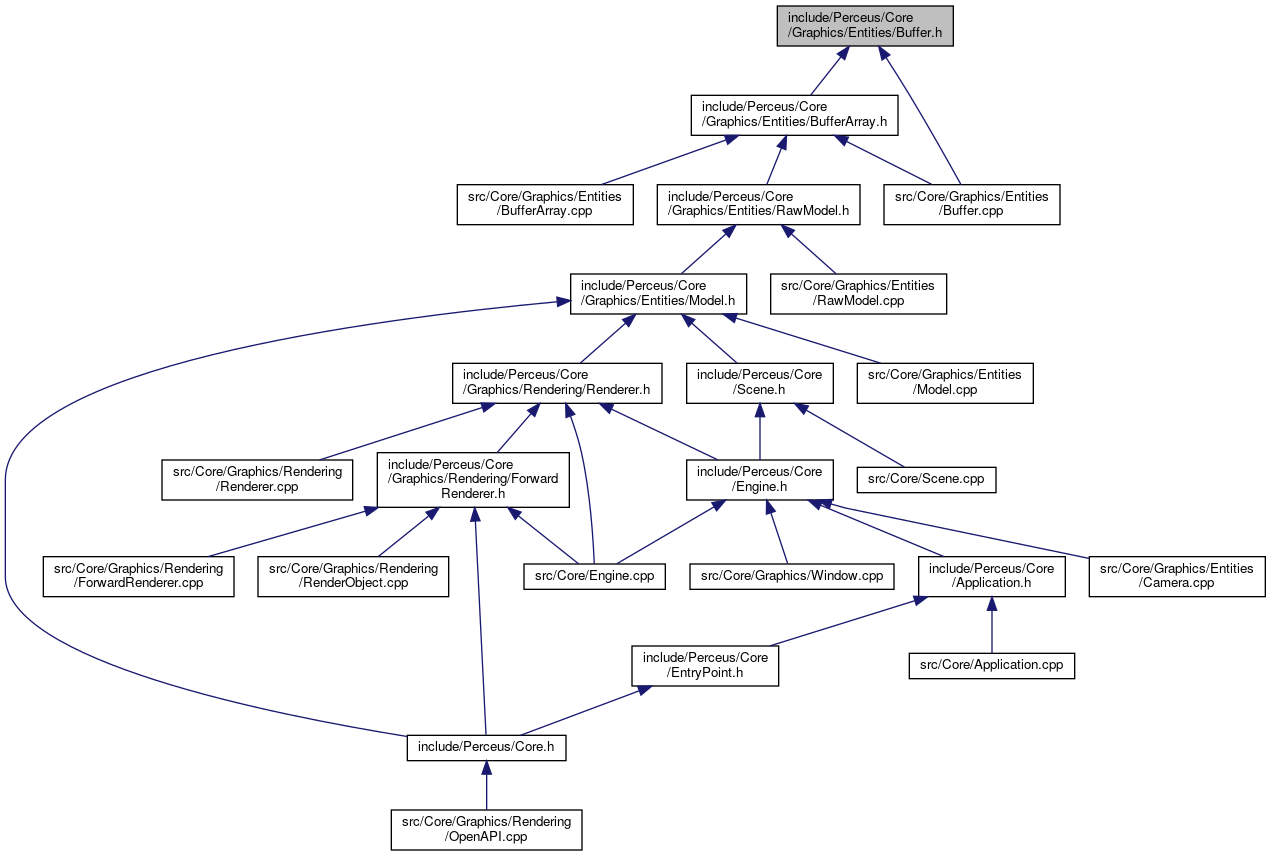 include/Perceus/Core
/Graphics/Entities/Buffer.h
include/Perceus/Core
/Graphics/Entities/BufferArray.h
src/Core/Graphics/Entities
/BufferArray.cpp
include/Perceus/Core
/Graphics/Entities/RawModel.h
src/Core/Graphics/Entities
/Buffer.cpp
include/Perceus/Core
/Graphics/Entities/Model.h
src/Core/Graphics/Entities
/RawModel.cpp
include/Perceus/Core
/Graphics/Rendering/Renderer.h
include/Perceus/Core
/Scene.h
src/Core/Graphics/Entities
/Model.cpp
src/Core/Graphics/Rendering
/Renderer.cpp
include/Perceus/Core
/Graphics/Rendering/Forward
Renderer.h
include/Perceus/Core
/Engine.h
src/Core/Scene.cpp
src/Core/Graphics/Rendering
/ForwardRenderer.cpp
src/Core/Graphics/Rendering
/RenderObject.cpp
src/Core/Engine.cpp
src/Core/Graphics/Window.cpp
include/Perceus/Core
/Application.h
src/Core/Graphics/Entities
/Camera.cpp
include/Perceus/Core
/EntryPoint.h
src/Core/Application.cpp
include/Perceus/Core.h
src/Core/Graphics/Rendering
/OpenAPI.cpp